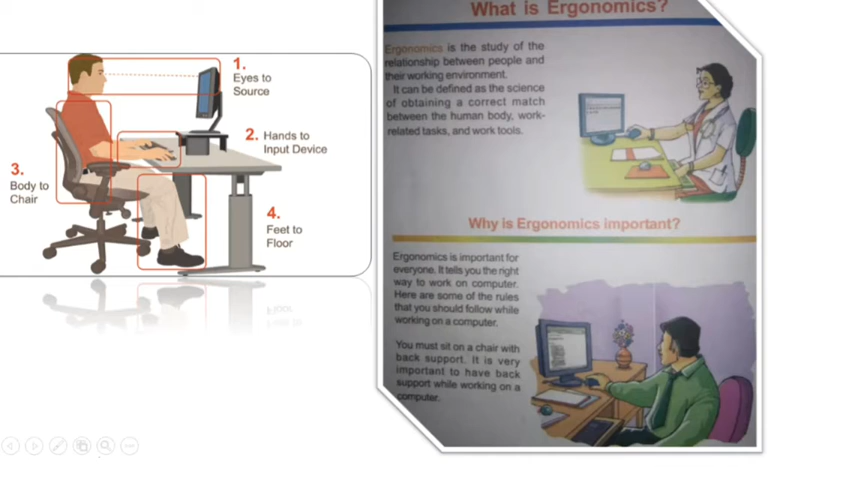 1.
Eyes to
Source
2. Hands to
Input Device
3.
Body to
Chair
4.
Feet to
Floor
What is Ergonomics?
Ergonomics is the study of the
relationship between people and
their working environment.
It can be defined as the science
of obtaining a correct match
between the human body, work-
related tasks, and work tools.
Why is Ergonomics important?
Ergonomics is important for
everyone. It tells you the right
way to work on computer.
Here are some of the rules
that you should follow while
working on a computer.
You must sit on a chair with
back support. It is very
important to have back
support while working on a
computer.